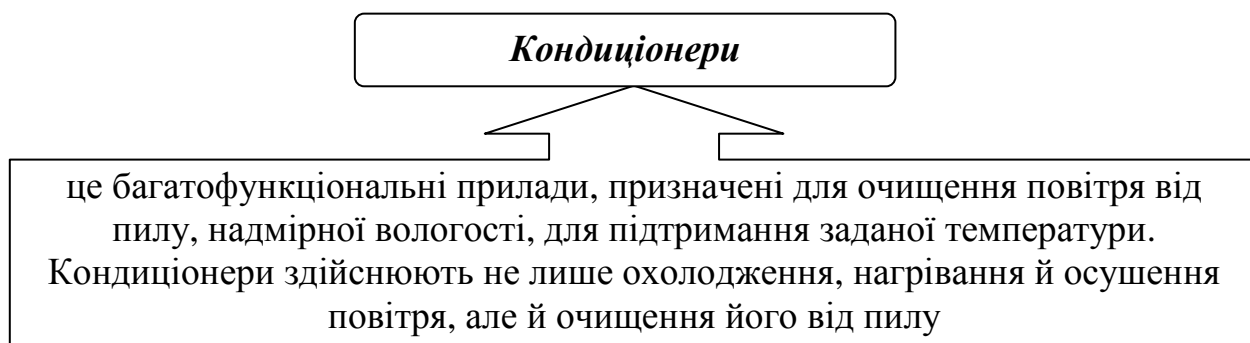 Кондиціонери
це багатофункціональні прилади, призначені для очищення повітря від
пилу, надмірної вологості, для підтримання заданої температури.
Кондиціонери здійснюють не лише охолодження, нагрівання й осушення
повітря, але й очищення його від пилу